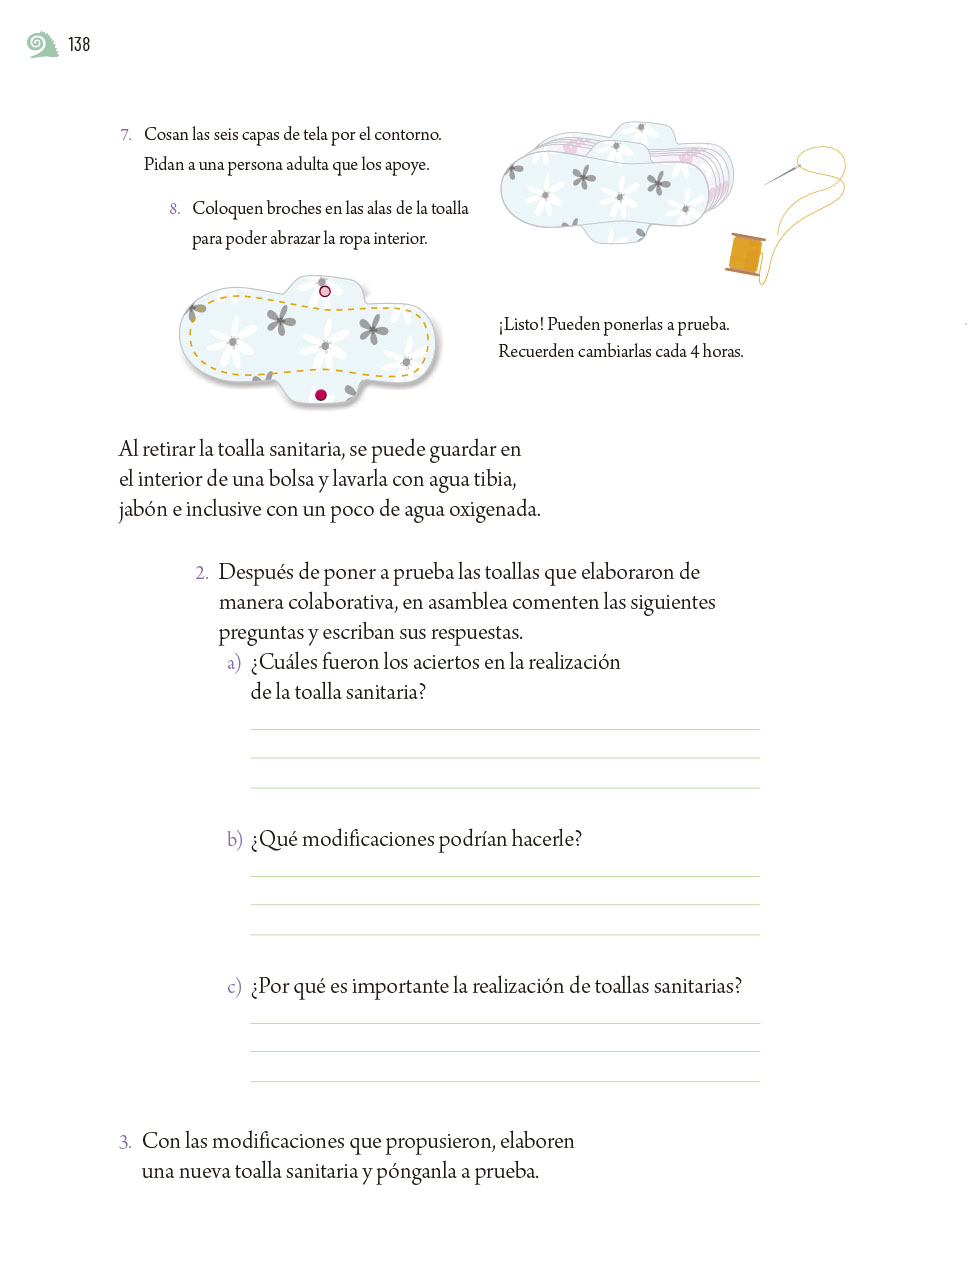 138
7. Cosan las seis capas de tela por el contorno.
Pidan a una persona adulta que los apoye.
8. Coloquen broches en las alas de la toalla
para poder abrazar la ropa interior.
¡Listo! Pueden ponerlas a prueba.
Recuerden cambiarlas cada 4 horas.
Al retirar la toalla sanitaria, se puede guardar en
el interior de una bolsa y lavarla con agua tibia,
jabón e inclusive con un poco de agua oxigenada.
2. Después de poner a prueba las toallas que elaboraron de
manera colaborativa, en asamblea comenten las siguientes
preguntas y escriban sus respuestas.
a) ¿Cuáles fueron los aciertos en la realización
de la toalla sanitaria?
b) ¿Qué modificaciones podrían hacerle?
c) ¿Por qué es importante la realización de toallas sanitarias?
3. Con las modificaciones que propusieron, elaboren
una nueva toalla sanitaria y pónganla a prueba.